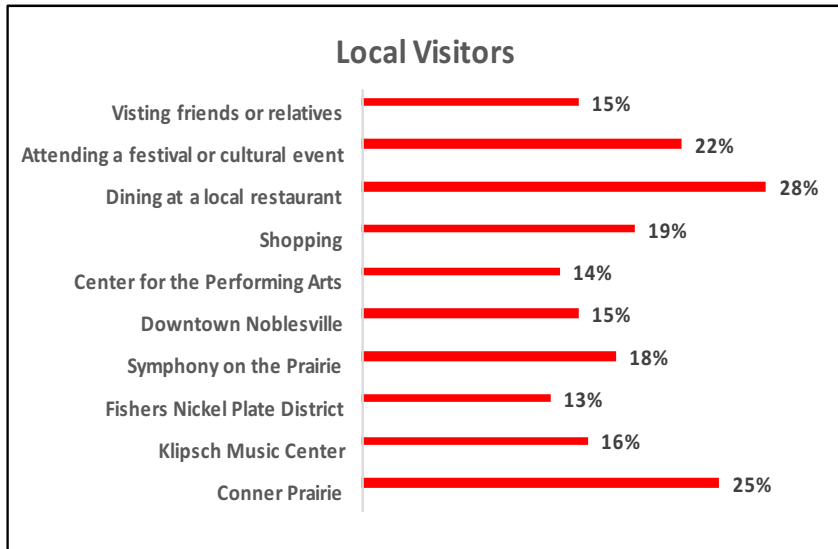 Local Visitors
Visting friends or relatives 15%
Attending a festival or cultural event 22%
Dining at a local restaurant 28%
Shopping 19%
Center for the Performing Arts 14%
Downtown Noblesville 15%
Symphony on the Prairie 18%
Fishers Nickel Plate District 13%
Klipsch Music Center 16%
Conner Prairie 25%